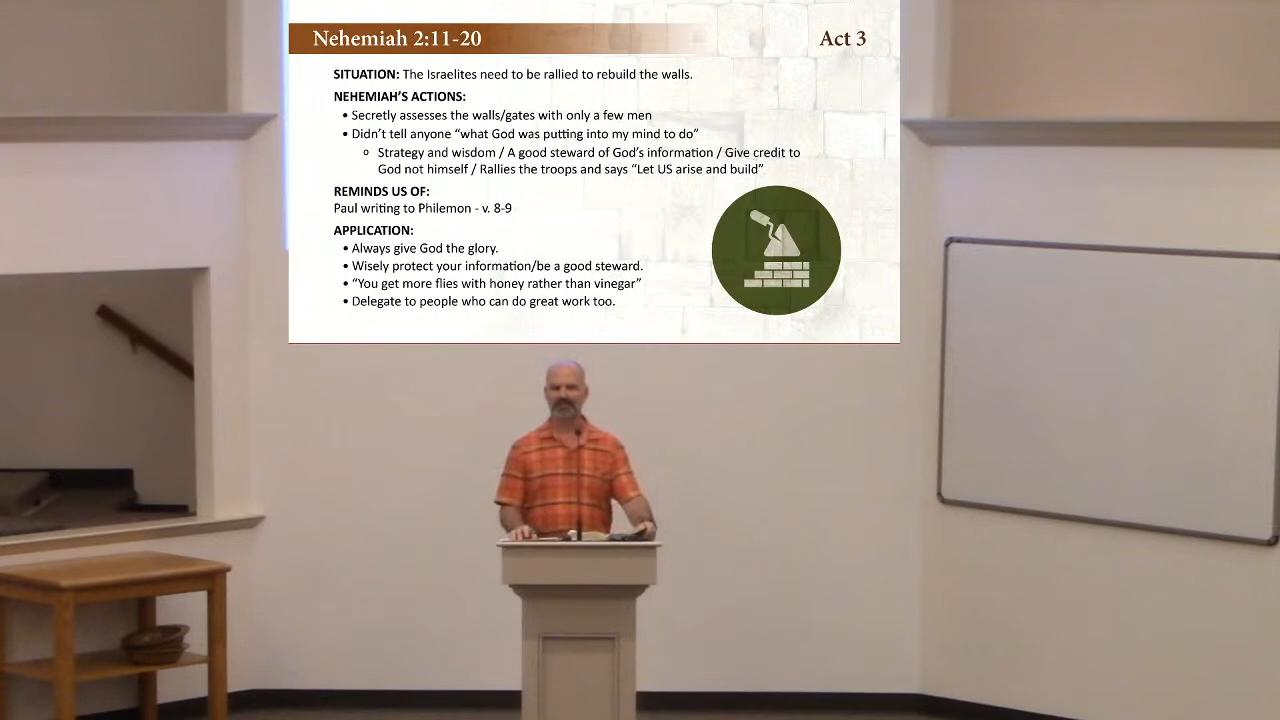 Nehemiah 2:11-20 Act 3
SITUATION: The Israelites need to be rallied to rebuild the walls.
NEHEMIAH'S ACTIONS:
• Secretly assesses the walls/gates with only a few men
• Didn't tell anyone “what God was putting into my mind to do”
◦ Strategy and wisdom / A good steward of God's information / Give credit to
God not himself / Rallies the troops and says “Let US arise and build”
REMINDS US OF:
Paul writing to Philemon - v. 8-9
APPLICATION:
• Always give God the glory.
• Wisely protect your information/be a good steward.
• “You get more flies with honey rather than vinegar”
• Delegate to people who can do great work too.